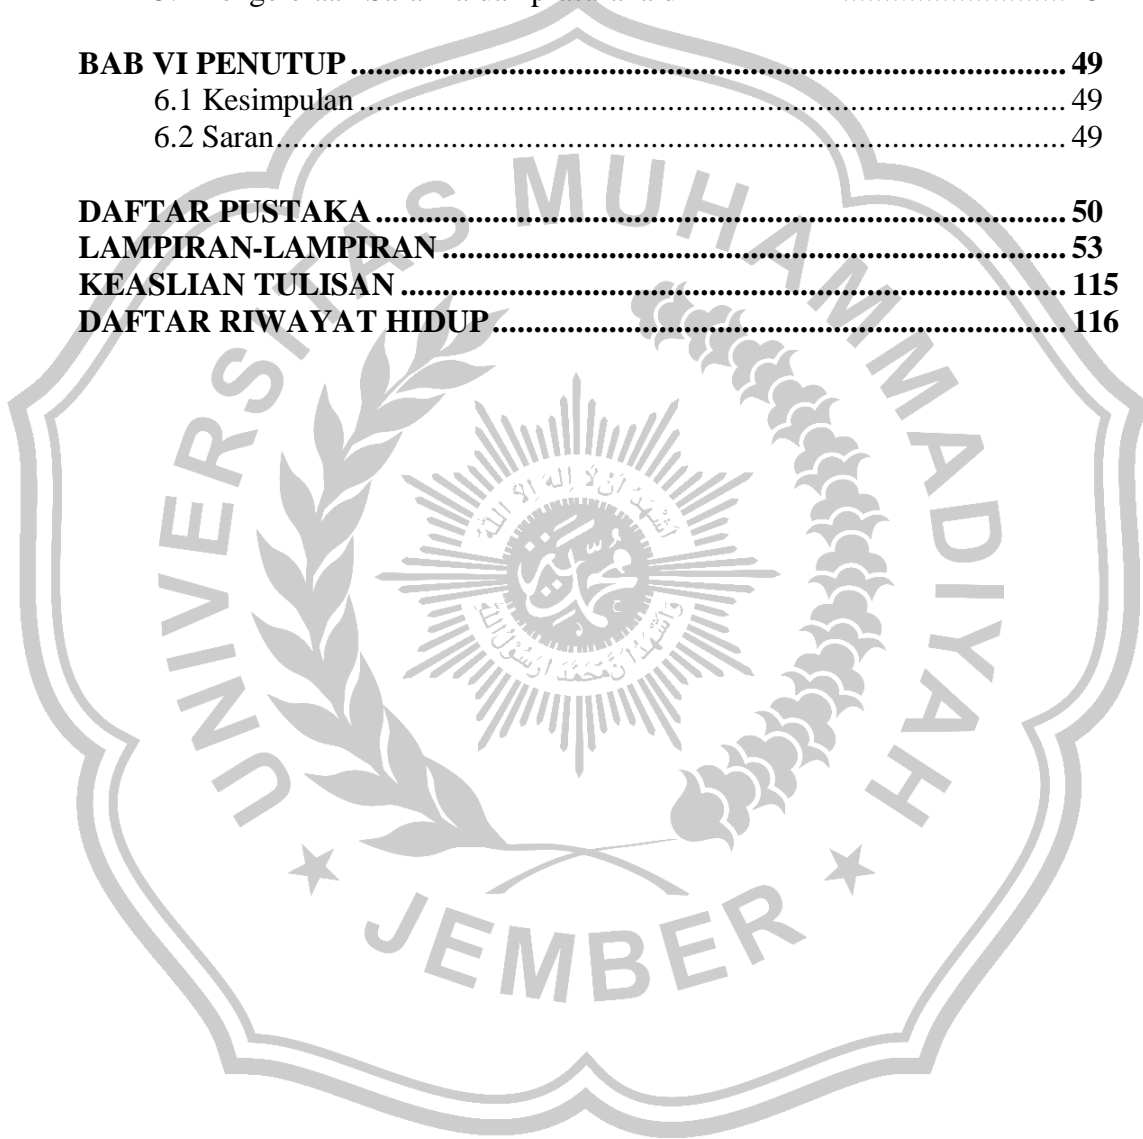 BAB VI PENUTUP ........................................................................................... 49
6.1 Kesimpulan .......................................................................................... 49
6.2 Saran..................................................................................................... 49
DAFTAR PUSTAKA ........................................................................................ 50
LAMPIRAN-LAMPIRAN ................................................................................ 53
KEASLIAN TULISAN ..................................................................................... 115
DAFTAR RIWAYAT HIDUP......................................................................... 116
UNIVERSITAS MUHAMMADIYAH
JEMBER